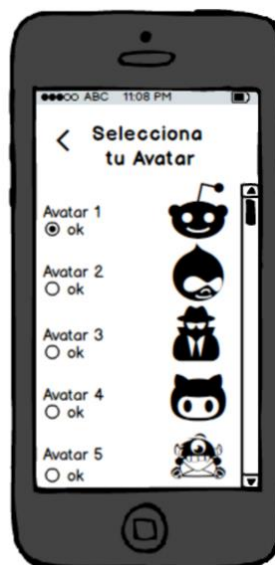 ABC 11:08 PM
Selecciona
tu Avatar
Avatar 1
ok
Avatar 2
ok
Avatar 3
ok
Avatar 4
ok
Avatar 5
ok